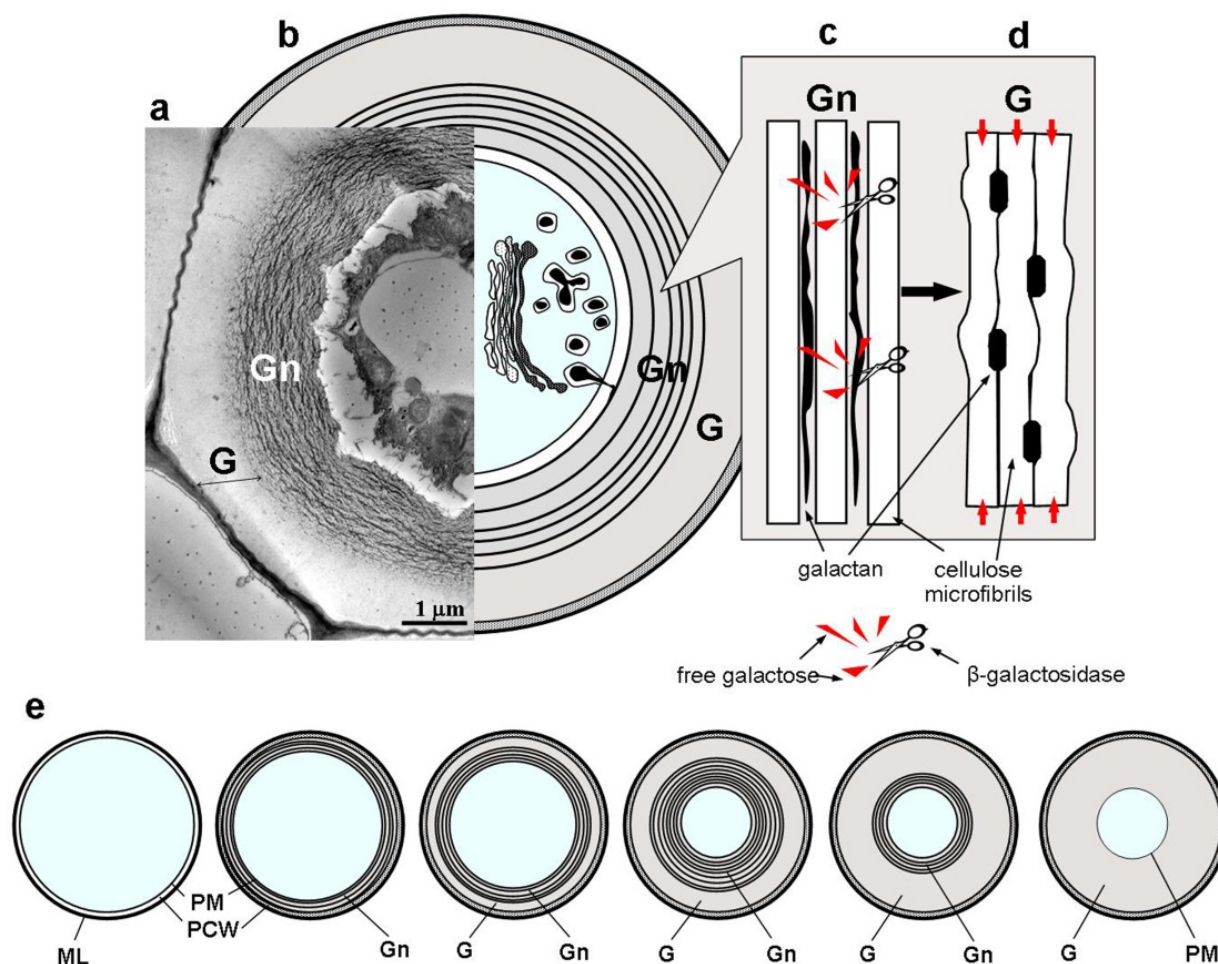 a
b
c
d
Gn
G
Gn
Gn
G
G
1 μm
galactan
cellulose
microfibrils
free galactose
β-galactosidase
e
PM
PCW
ML
Gn
G
Gn
G
Gn
G
Gn
G
PM